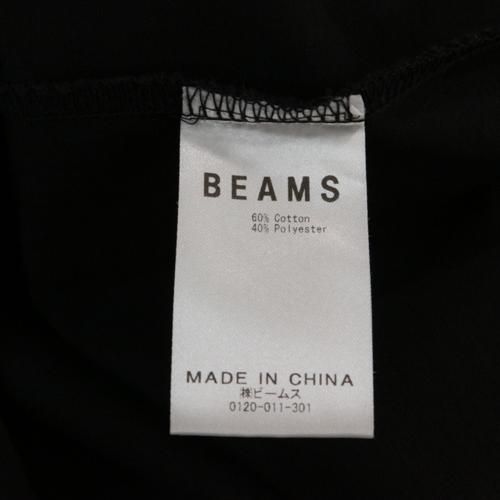 BEAMS
60% Cotton
40% Polyester
MADE IN CHINA
㈱ビームス
0120-011-301